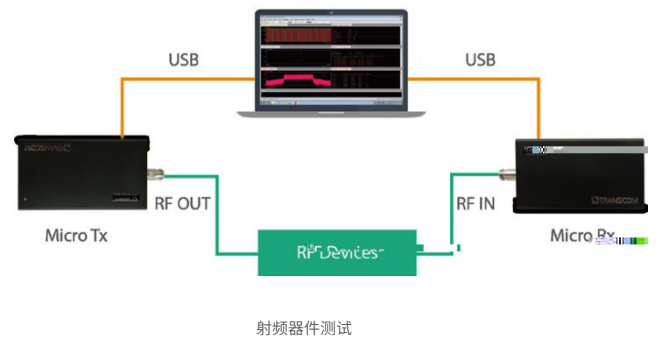 USB
USB
TRANSCOM
TRANSCOM
RF OUT
RF IN
Micro Tx
Micro Rx
RF Devices
射频器件测试